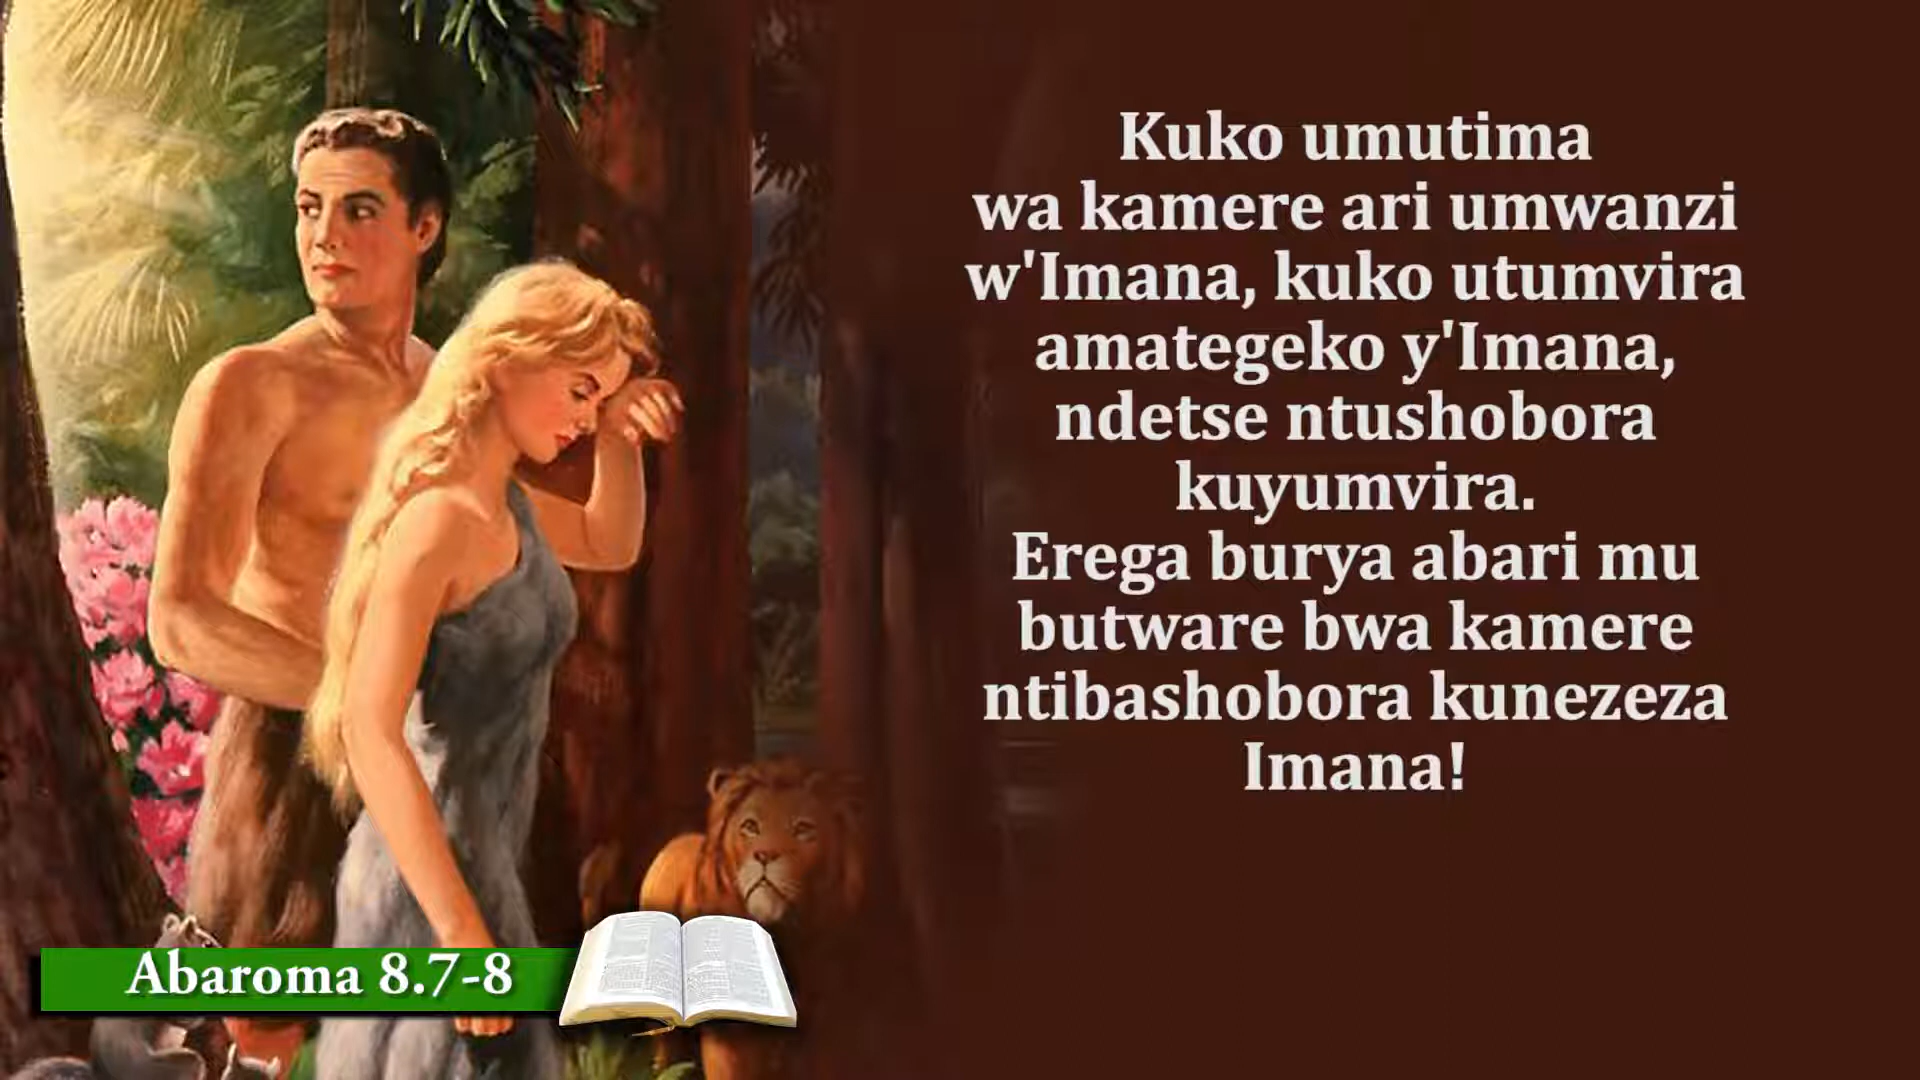 Kuko umutima
wa kamere ari umwanzi
w'Imana, kuko utumvira
amategeko y'Imana,
ndetse ntushobora
kuyumvira.
Erega burya abari mu
butware bwa kamere
ntibashobora kunezeza
Imana!
Abaroma 8.7-8